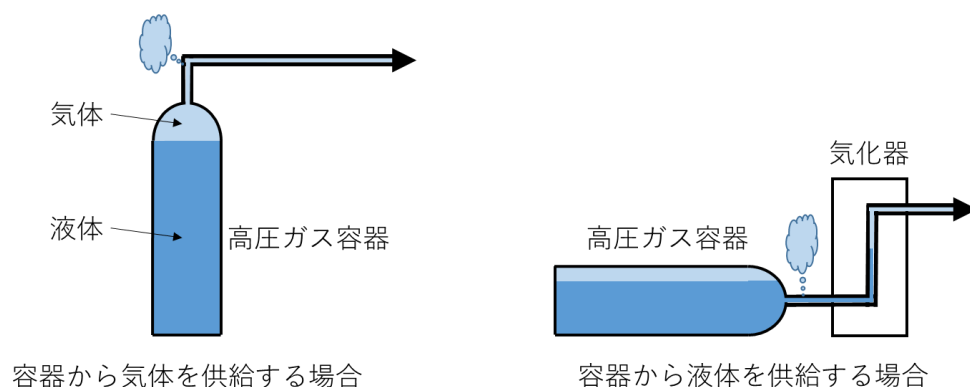 気体
液体
高圧ガス容器
容器から気体を供給する場合
気化器
高圧ガス容器
容器から液体を供給する場合